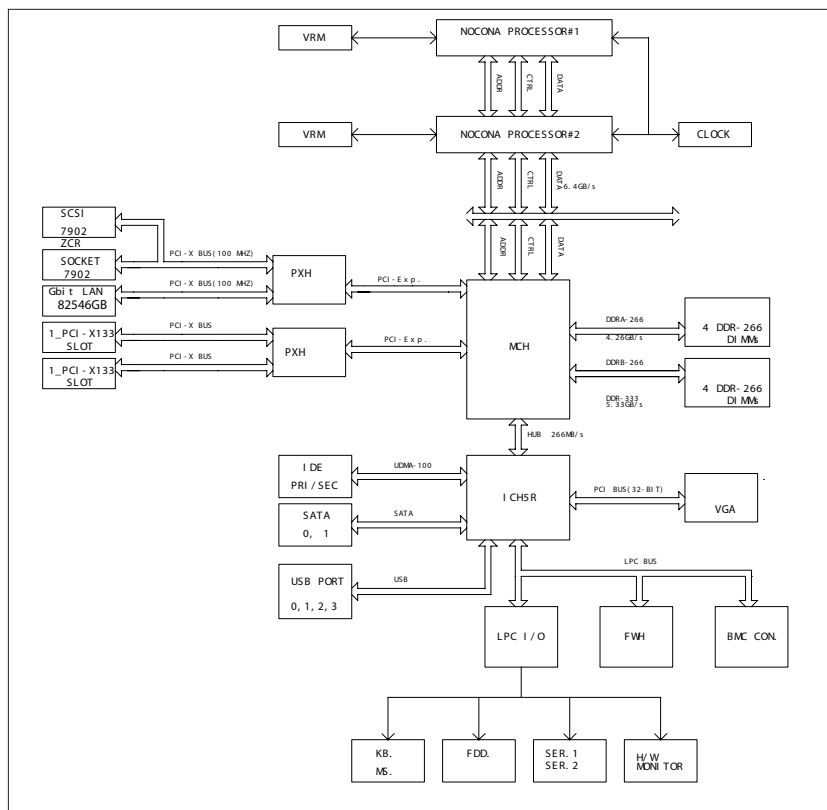 VRM
NOCONA PROCESSOR#1
ADDR
CTRL
DATA
VRM
NOCONA PROCESSOR#2
CLOCK
ADDR
CTRL
DATA
6.4GB/s
ADDR
CTRL
DATA
SCSI
7902
ZCR
SOCKET
7902
PCI-X BUS(100 MHZ)
PXH
PCI-Exp.
Gbit LAN
82546GB
PCI-X BUS(100 MHZ)
1_PCI-X133
SLOT
PCI-X BUS
PXH
PCI-Exp.
1_PCI-X133
SLOT
PCI-X BUS
MCH
DDRA-266
4.26GB/s
4 DDR-266
DIMMs
DDRB-266
DDR-333
5.33GB/s
4 DDR-266
DIMMs
HUB 266MB/s
IDE
PRI/SEC
UDMA-100
ICH5R
PCI BUS(32-BIT)
VGA
SATA
0, 1
SATA
USB PORT
0,1,2,3
USB
LPC BUS
LPC I/O
FWH
BMC CON.
KB.
MS.
FDD.
SER.1
SER.2
H/W
MONITOR